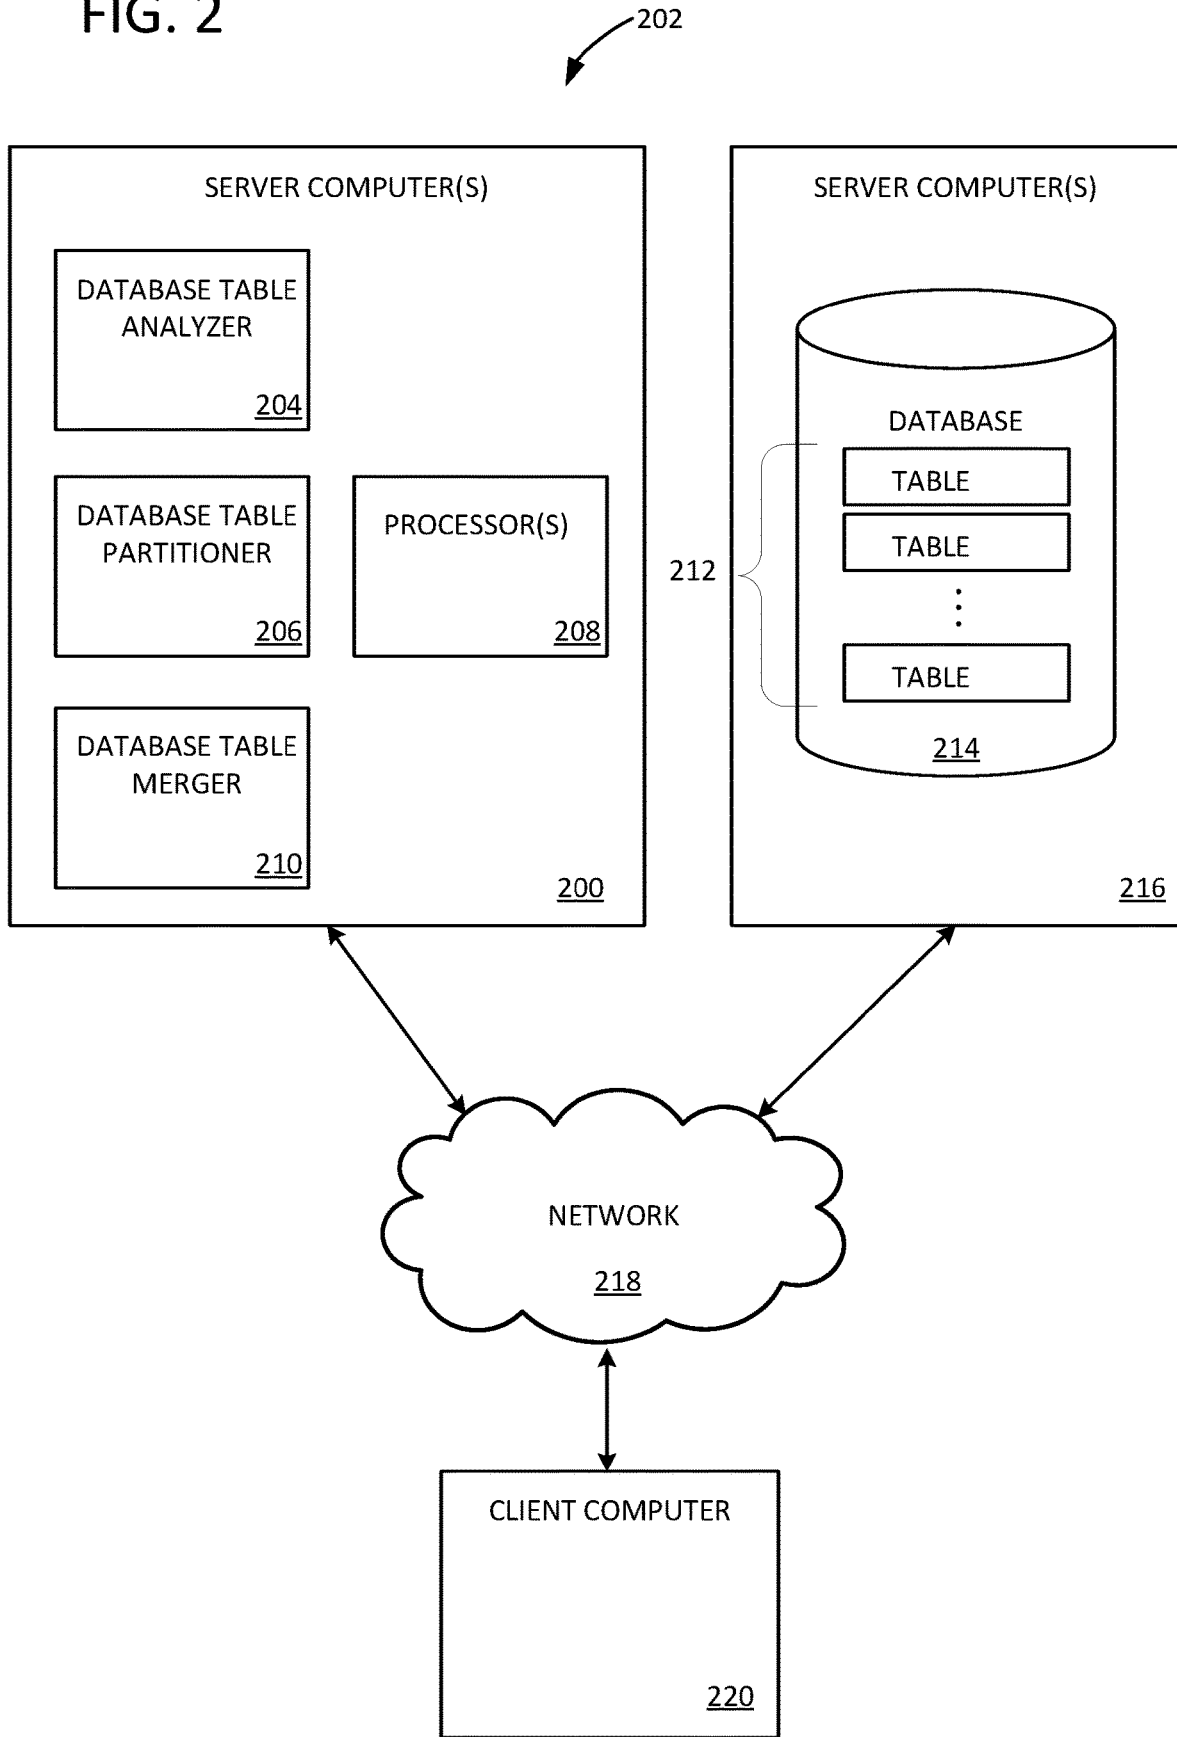 FIG. 2
202
SERVER COMPUTER(S)
DATABASE TABLE
ANALYZER
204
DATABASE TABLE
PARTITIONER
206
PROCESSOR(S)
208
DATABASE TABLE
MERGER
210
200
SERVER COMPUTER(S)
DATABASE
TABLE
TABLE
TABLE
212
214
216
NETWORK
218
CLIENT COMPUTER
220